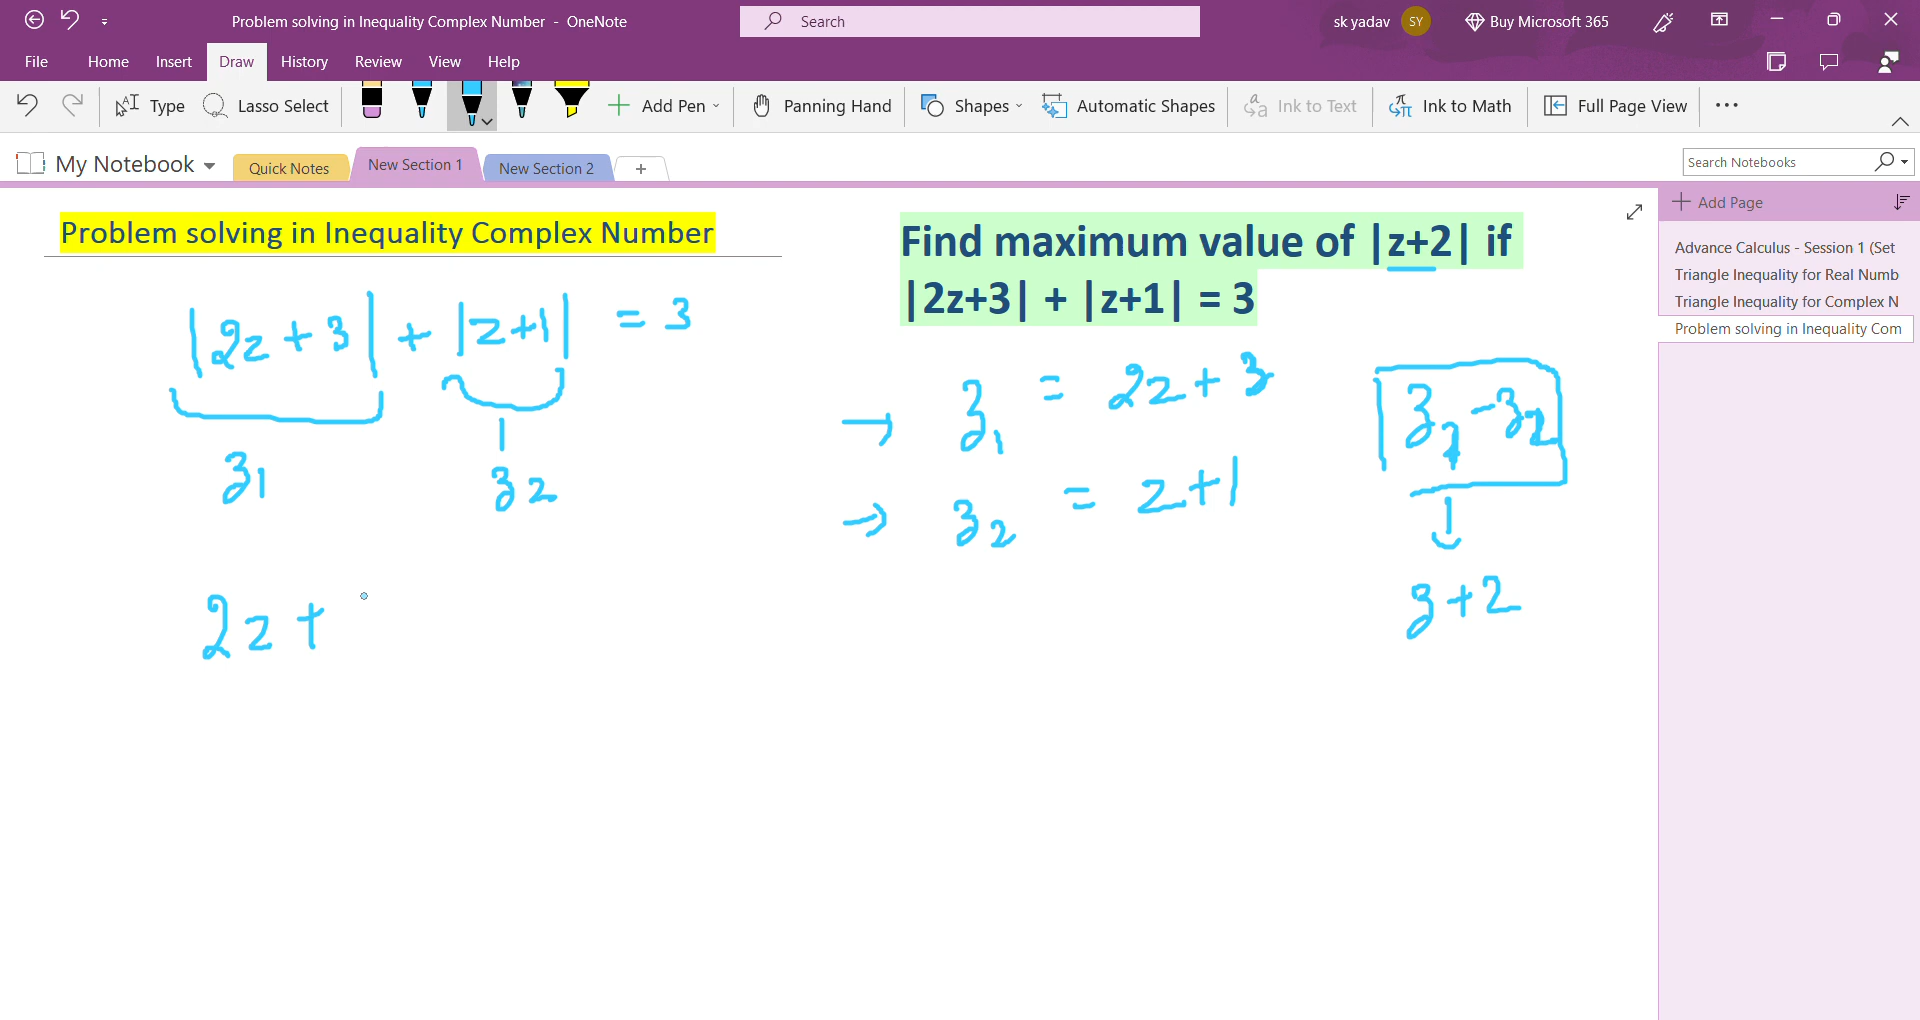 Problem solving in Inequality Complex Number - OneNote
Search
sk yadav SY Buy Microsoft 365
File Home Insert Draw History Review View Help
Type Lasso Select Add Pen Panning Hand Shapes Automatic Shapes Ink to Text Ink to Math Full Page View
My Notebook Quick Notes New Section 1 New Section 2 +
Search Notebooks
Add Page
Advance Calculus - Session 1 (Set
Triangle Inequality for Real Numb
Triangle Inequality for Complex N
Problem solving in Inequality Com
Problem solving in Inequality Complex Number
Find maximum value of |z+2| if
|2z+3| + |z+1| = 3
|2z + 3| + |z+1| = 3
z1 z2
→ z1 = 2z + 3
→ z2 = z+1
z1 - z2
z+2
2z +